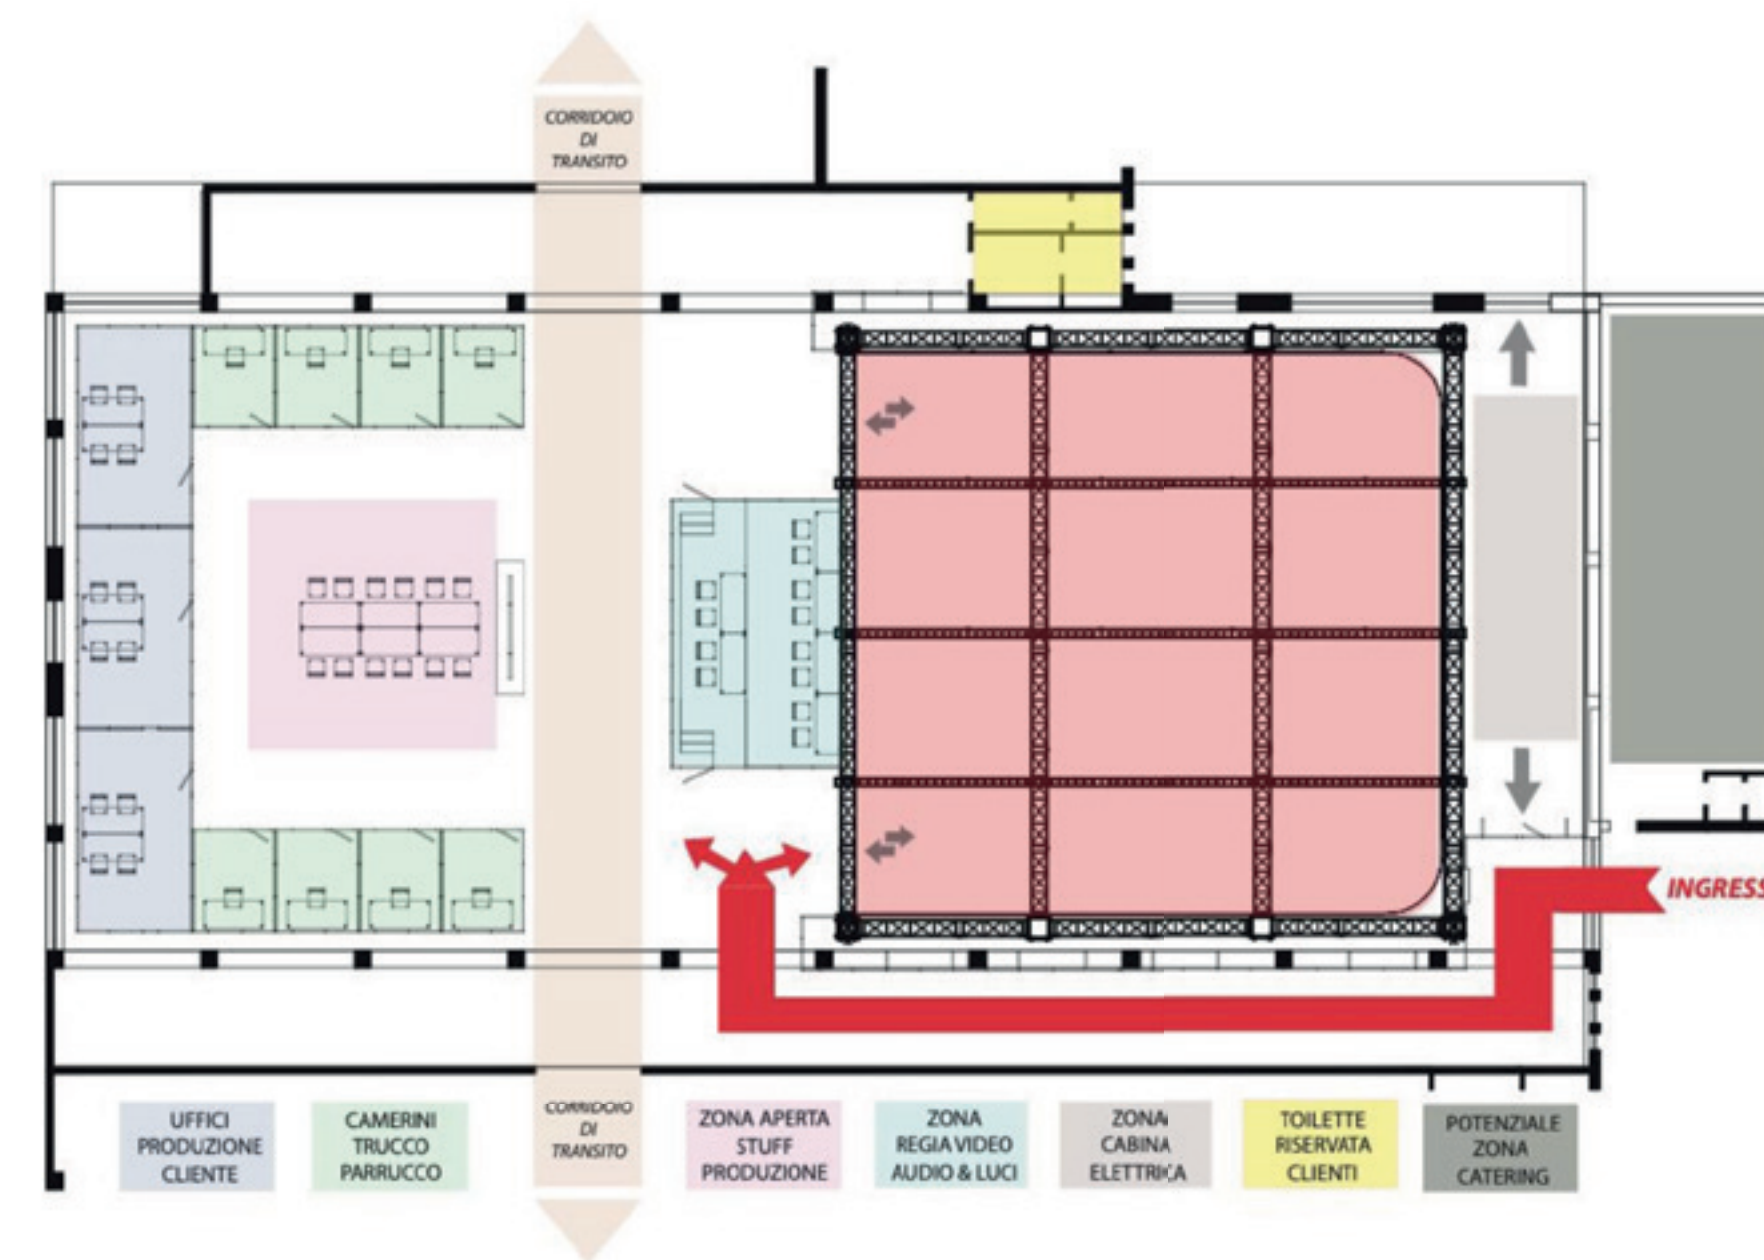 CORRIDOIO
DI
TRANSITO
INGRESS
UFFICI
PRODUZIONE
CLIENTE
CAMERINI
TRUCCO
PARRUCCO
CORRIDOIO
DI
TRANSITO
ZONA APERTA
STUFF
PRODUZIONE
ZONA
REGIA VIDEO
AUDIO & LUCI
ZONA
CABINA
ELETTRICA
TOILETTE
RISERVATA
CLIENTI
POTENZIALE
ZONA
CATERING